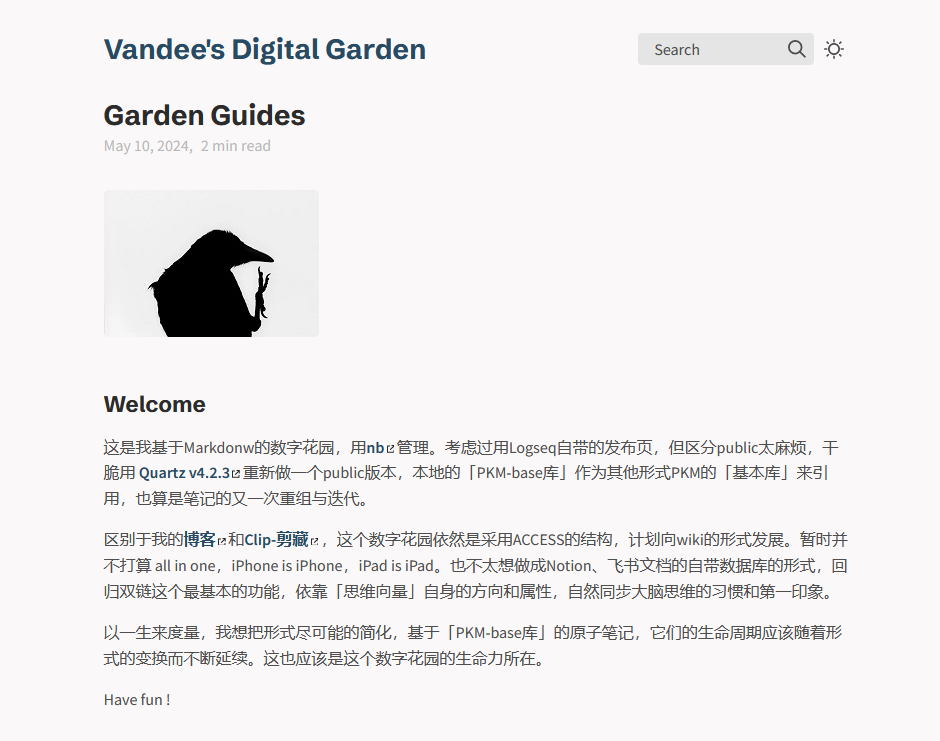 Vandee's Digital Garden
Search
Garden Guides
May 10, 2024, 2 min read
Welcome
这是我基于Markdonw的数字花园，用nb管理。考虑过用Logseq自带的发布页，但区分public太麻烦，干
脆用 Quartz v4.2.3重新做一个public版本，本地的「PKM-base库」作为其他形式PKM的「基本库」来引
用，也算是笔记的又一次重组与迭代。
区别于我的博客和Clip-剪藏，这个数字花园依然是采用ACCESS的结构，计划向wiki的形式发展。暂时并
不打算 all in one，iPhone is iPhone，iPad is iPad。也不太想做成Notion、飞书文档的自带数据库的形式，回
归双链这个最基本的功能，依靠「思维向量」自身的方向和属性，自然同步大脑思维的习惯和第一印象。
以一生来度量，我想把形式尽可能的简化，基于「PKM-base库」的原子笔记，它们的生命周期应该随着形
式的变换而不断延续。这也应该是这个数字花园的生命力所在。
Have fun !